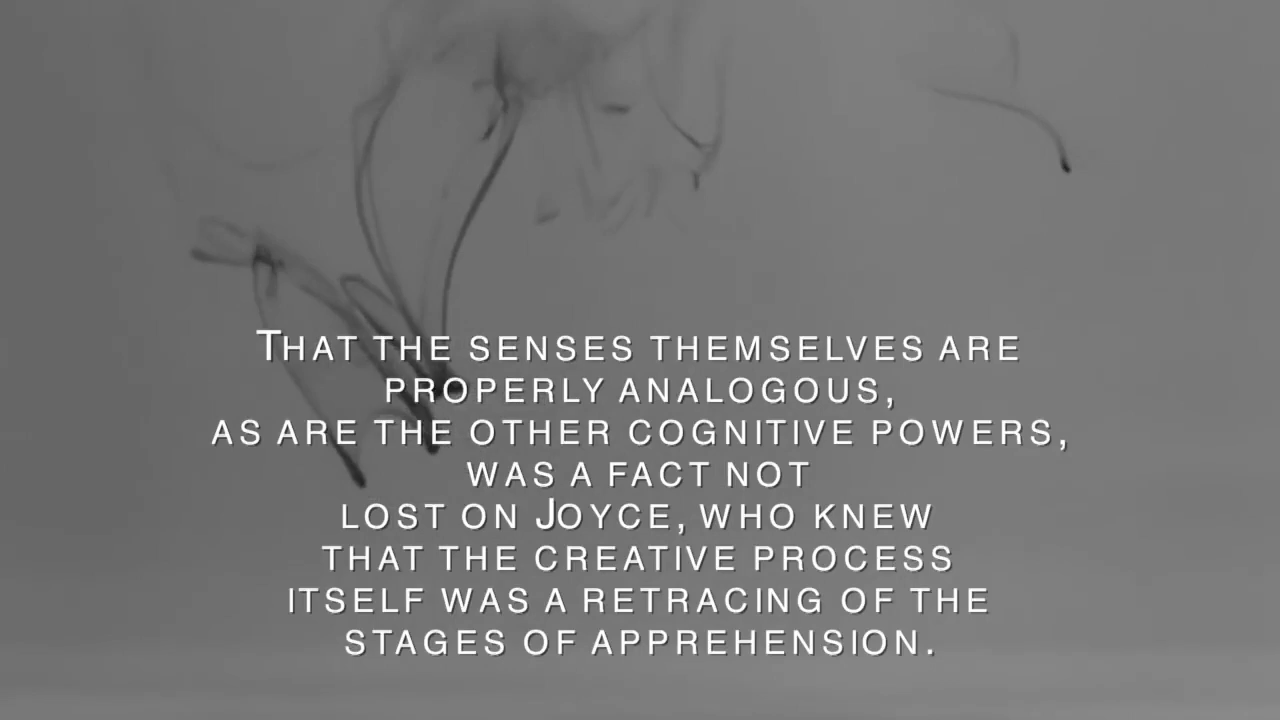 THAT THE SENSES THEMSELVES ARE
PROPERLY ANALOGOUS,
AS ARE THE OTHER COGNITIVE POWERS,
WAS A FACT NOT
LOST ON JOYCE, WHO KNEW
THAT THE CREATIVE PROCESS
ITSELF WAS A RETRACING OF THE
STAGES OF APPREHENSION.